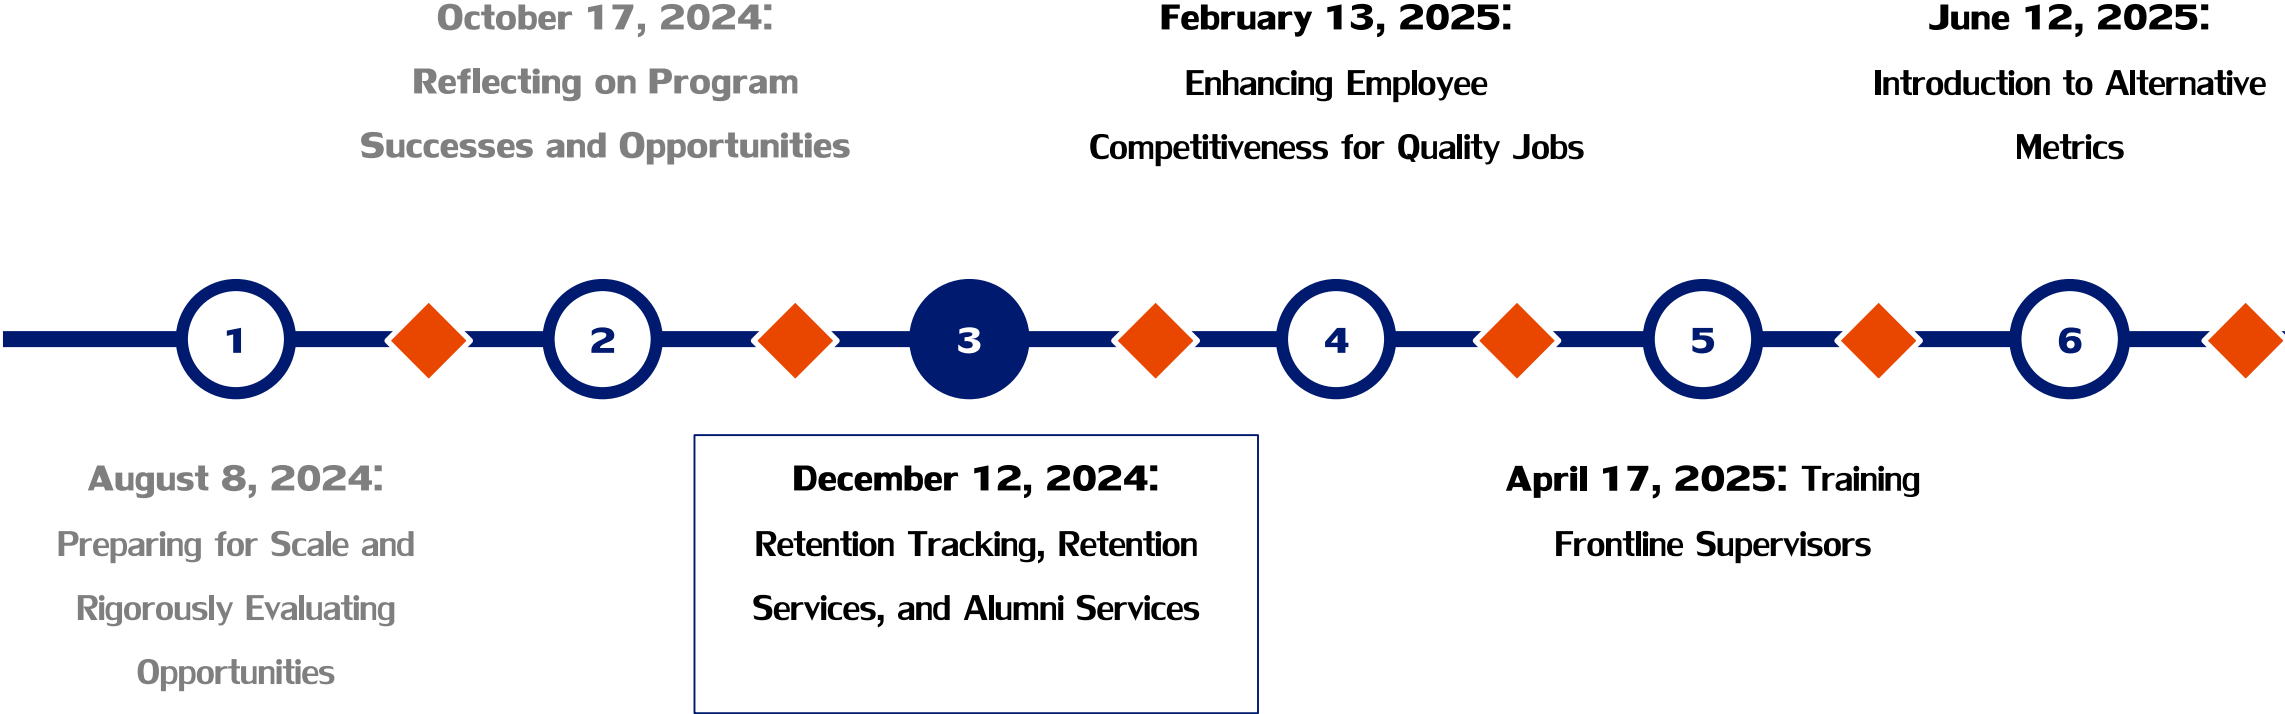 October 17, 2024:
Reflecting on Program
Successes and Opportunities
February 13, 2025:
Enhancing Employee
Competitiveness for Quality Jobs
June 12, 2025:
Introduction to Alternative
Metrics
1
2
3
4
5
6
August 8, 2024:
Preparing for Scale and
Rigorously Evaluating
Opportunities
December 12, 2024:
Retention Tracking, Retention
Services, and Alumni Services
April 17, 2025: Training
Frontline Supervisors